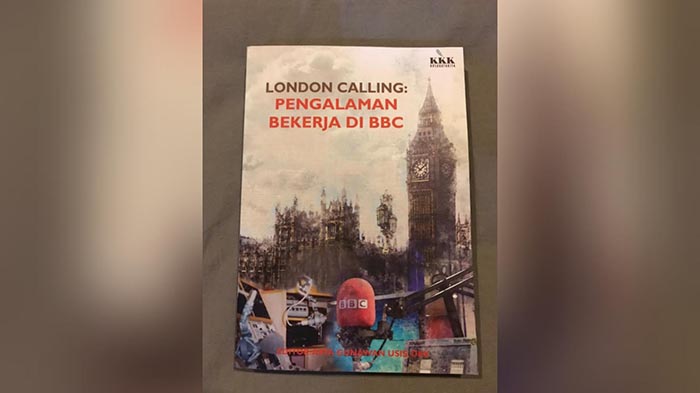 KKK
LONDON CALLING:
PENGALAMAN
BEKERJA DI BBC
BBC